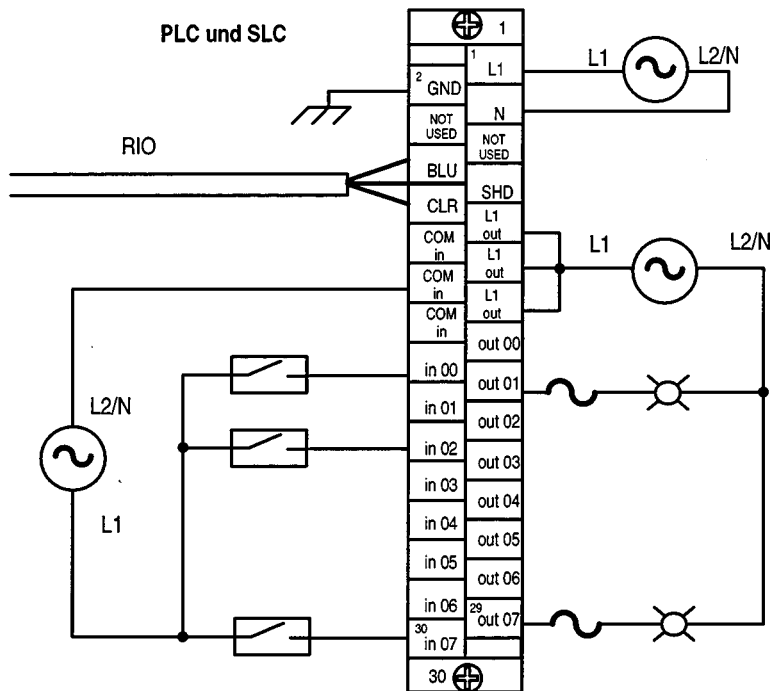 PLC und SLC
1
1
L1
L1
L2/N
2
GND
N
NOT
USED
NOT
USED
RIO
BLU
SHD
CLR
L1
out
COM
in
L1
out
L1
L2/N
COM
in
L1
out
COM
in
out 00
in 00
out 01
in 01
out 02
L2/N
in 02
out 03
in 03
out 04
L1
in 04
out 05
in 05
out 06
in 06
29
out 07
30
in 07
30